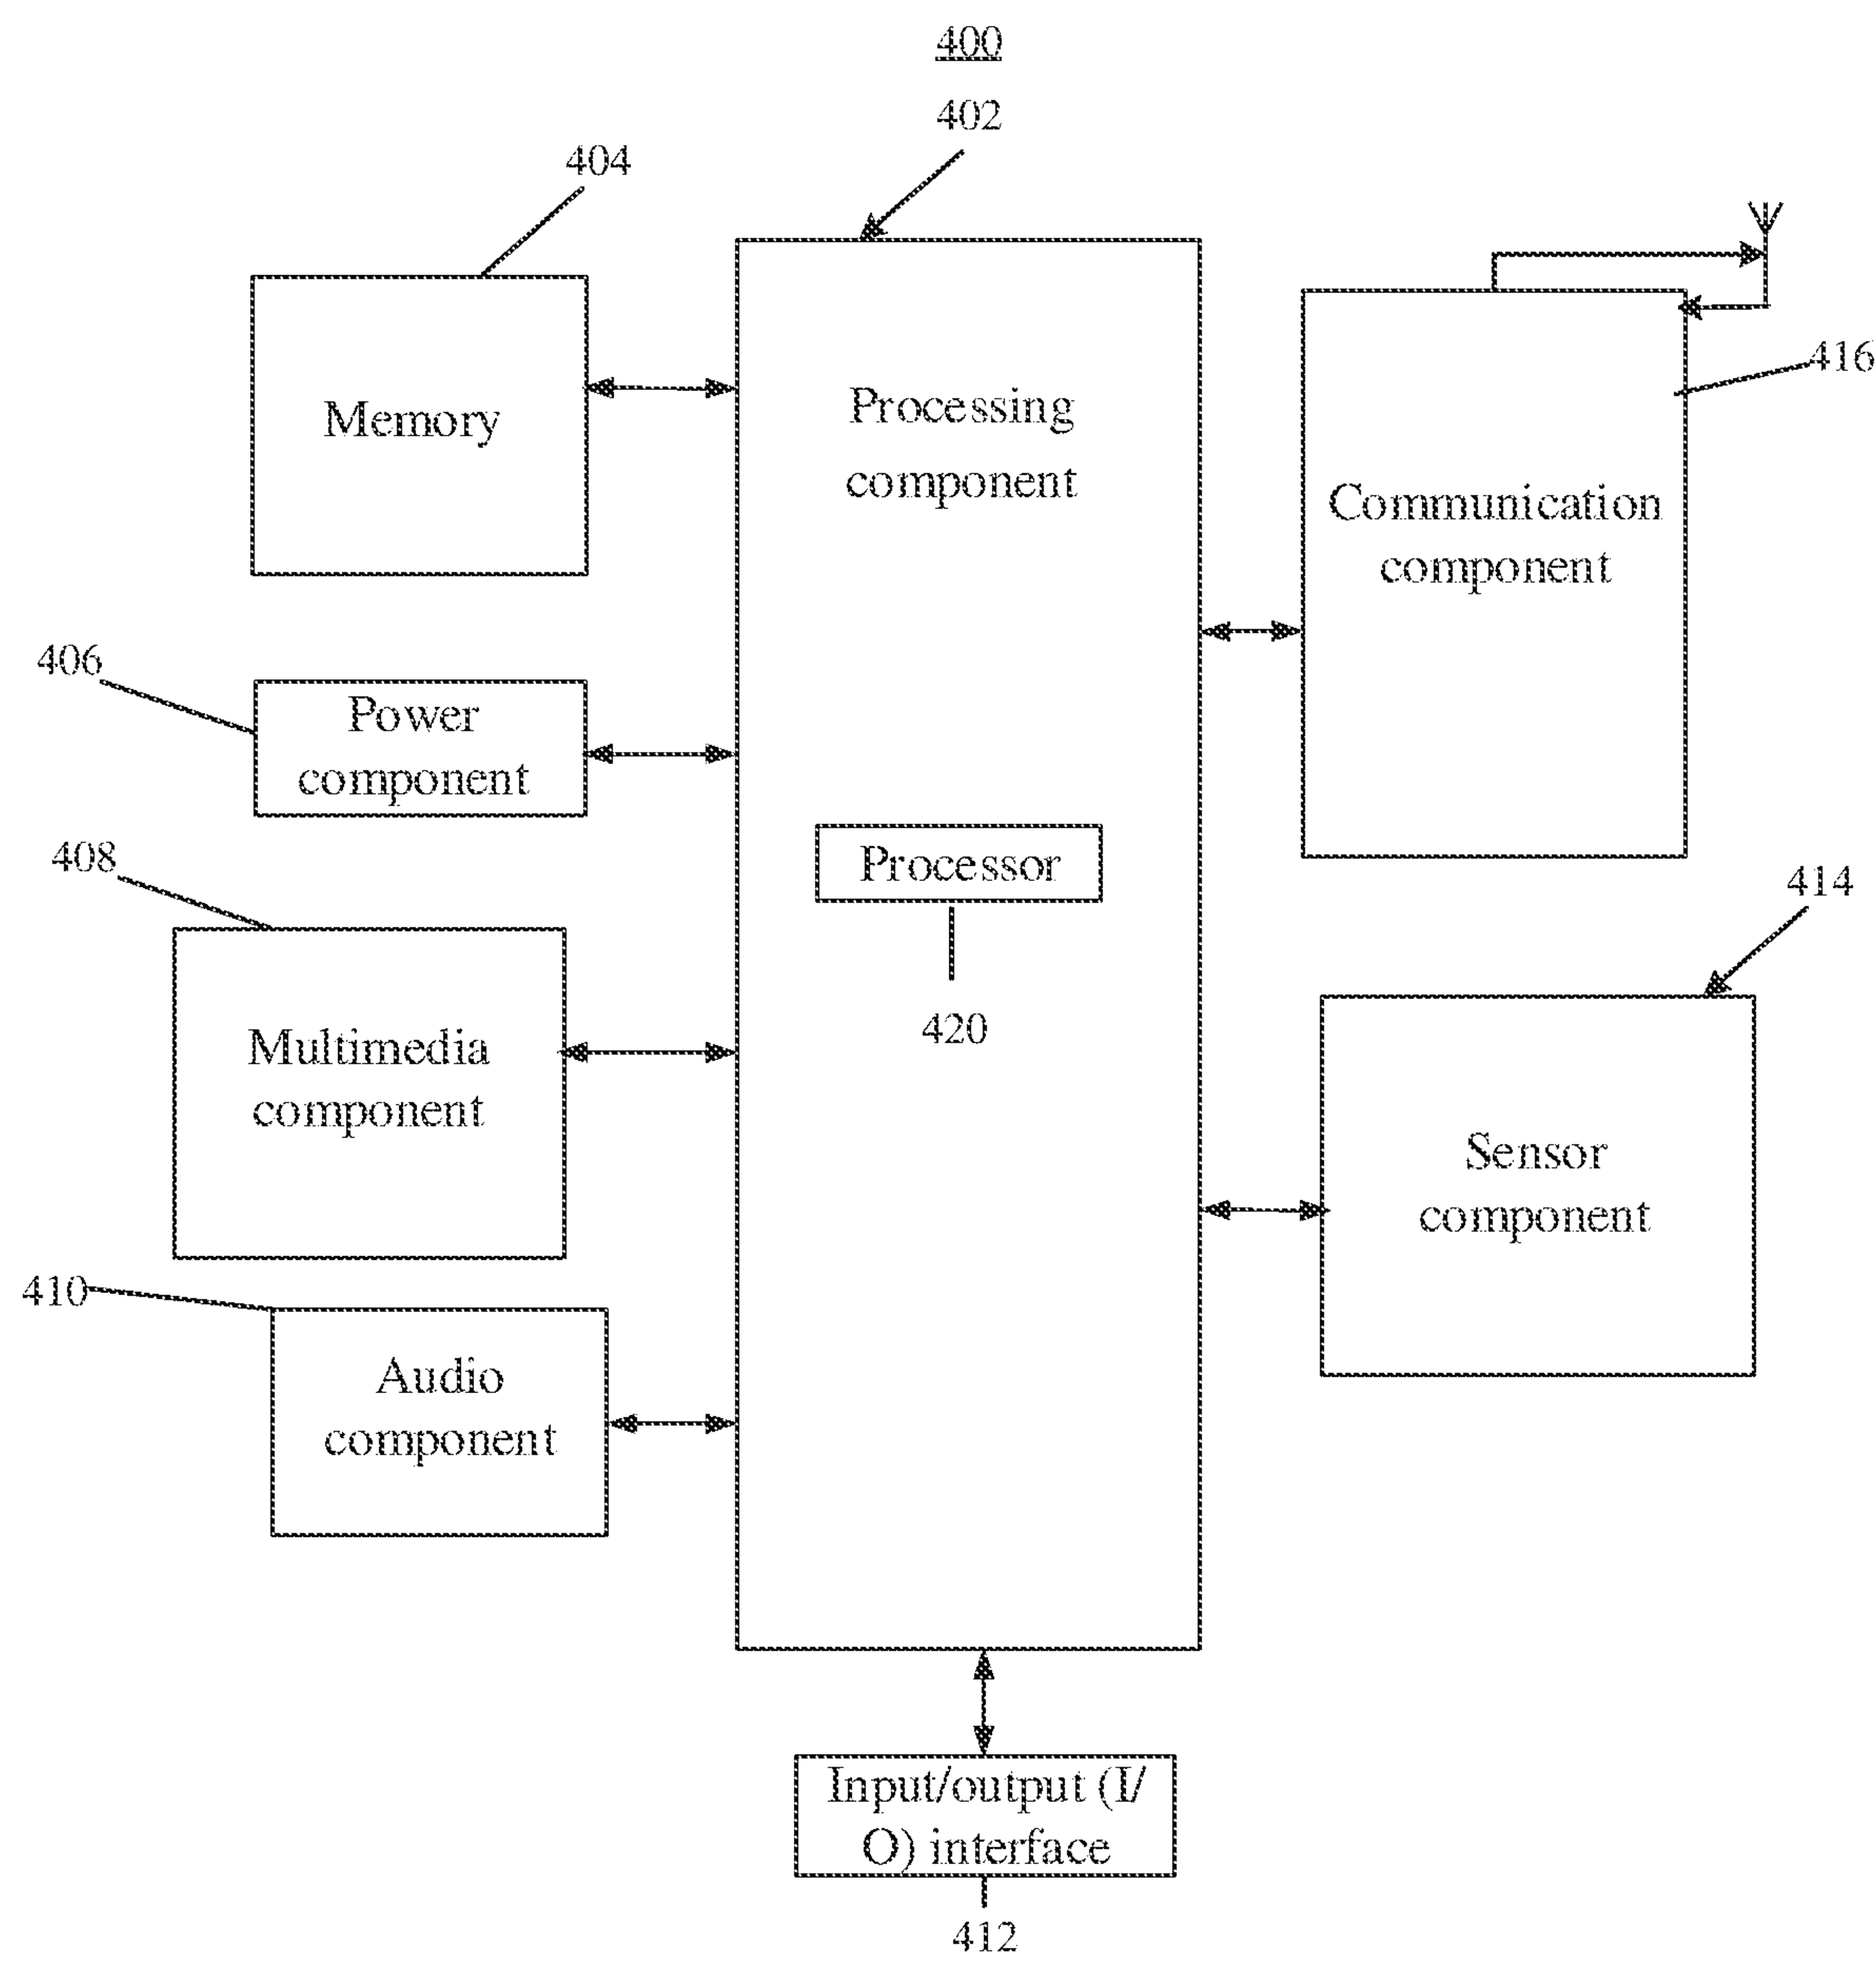 400
402
404
Memory
Processing
component
416
Communication
component
406
Power
component
408
Processor
414
420
Multimedia
component
Sensor
component
410
Audio
component
Input/output (I/
O) interface
412